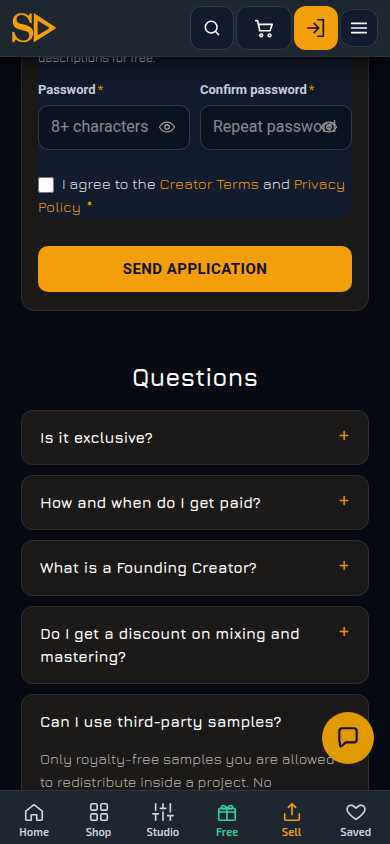 S
descriptions for free.
Password *
Confirm password *
8+ characters
Repeat password
I agree to the Creator Terms and Privacy
Policy *
SEND APPLICATION
Questions
Is it exclusive? +
How and when do I get paid? +
What is a Founding Creator? +
Do I get a discount on mixing and +
mastering?
Can I use third-party samples?
Only royalty-free samples you are allowed
to redistribute inside a project. No
Home Shop Studio Free Sell Saved